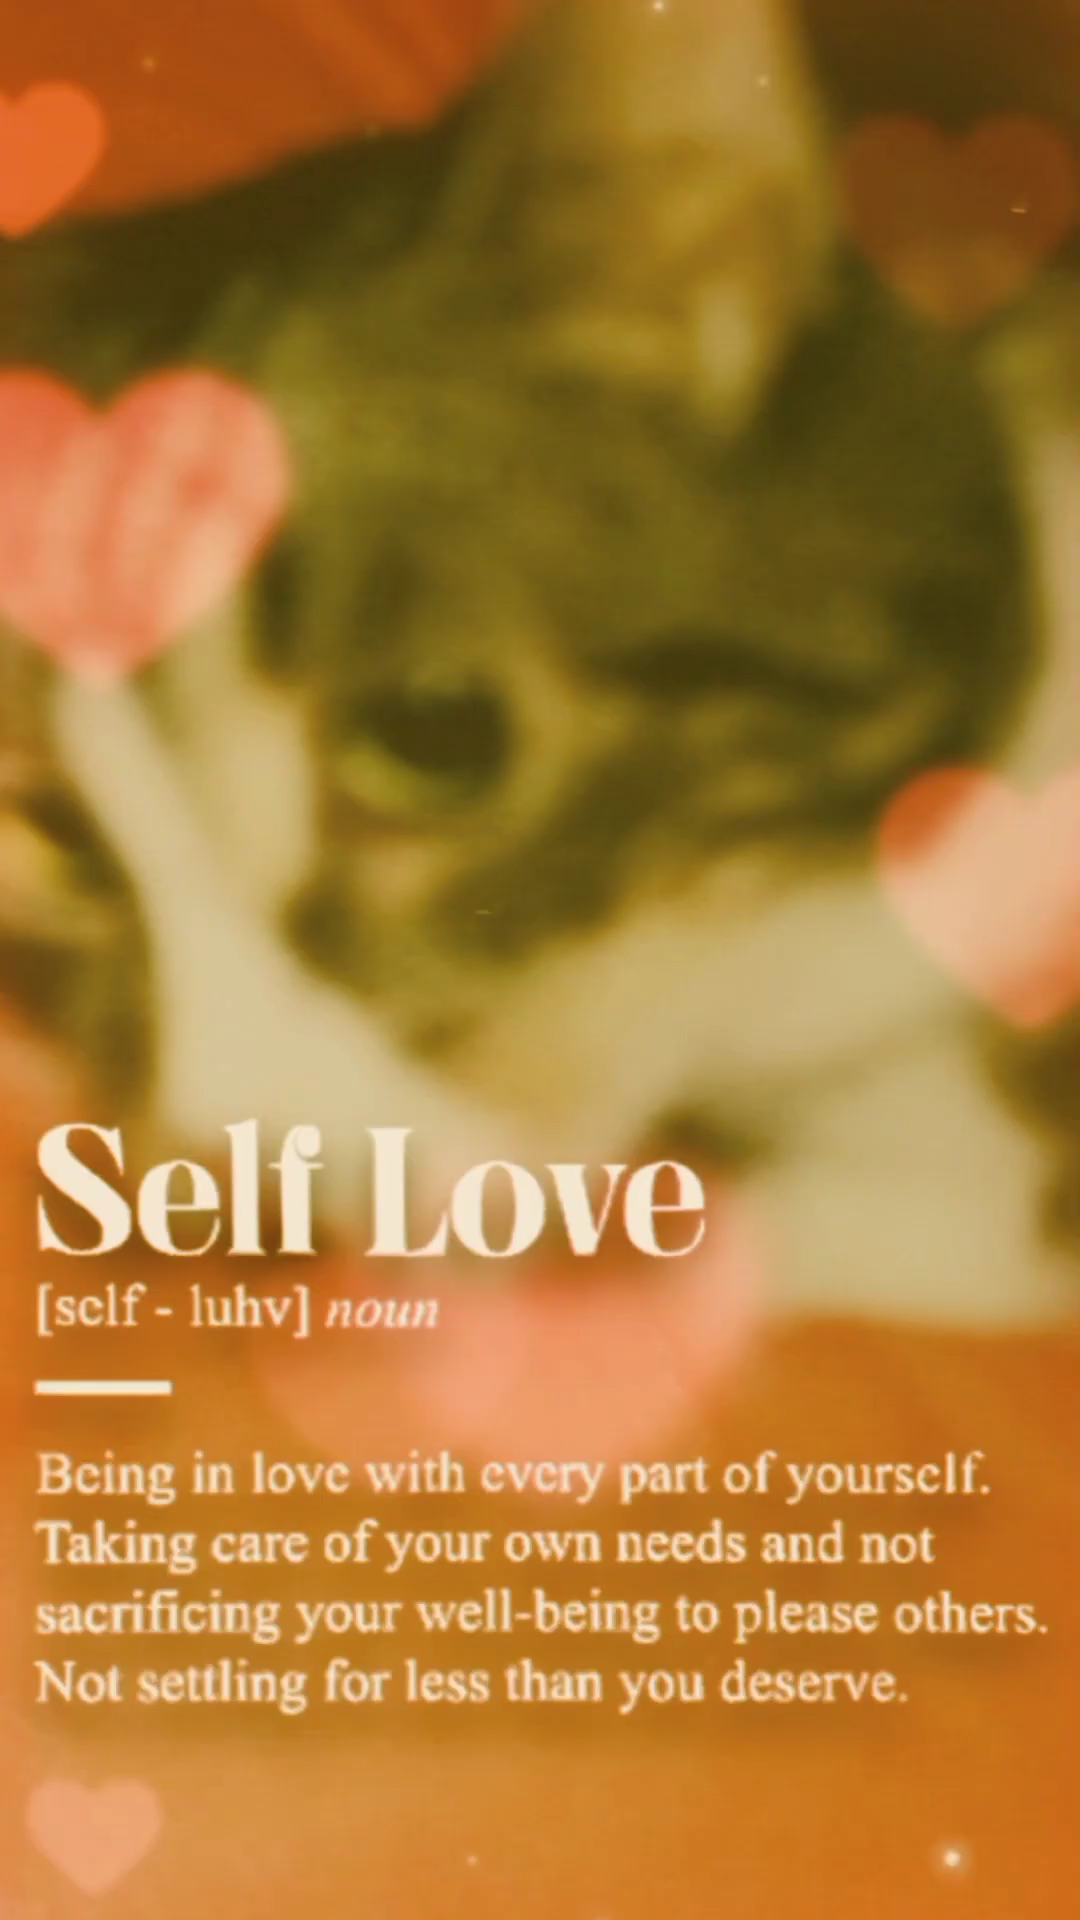 Self Love
[self - luhv] noun
Being in love with every part of yourself.
Taking care of your own needs and not
sacrificing your well-being to please others.
Not settling for less than you deserve.